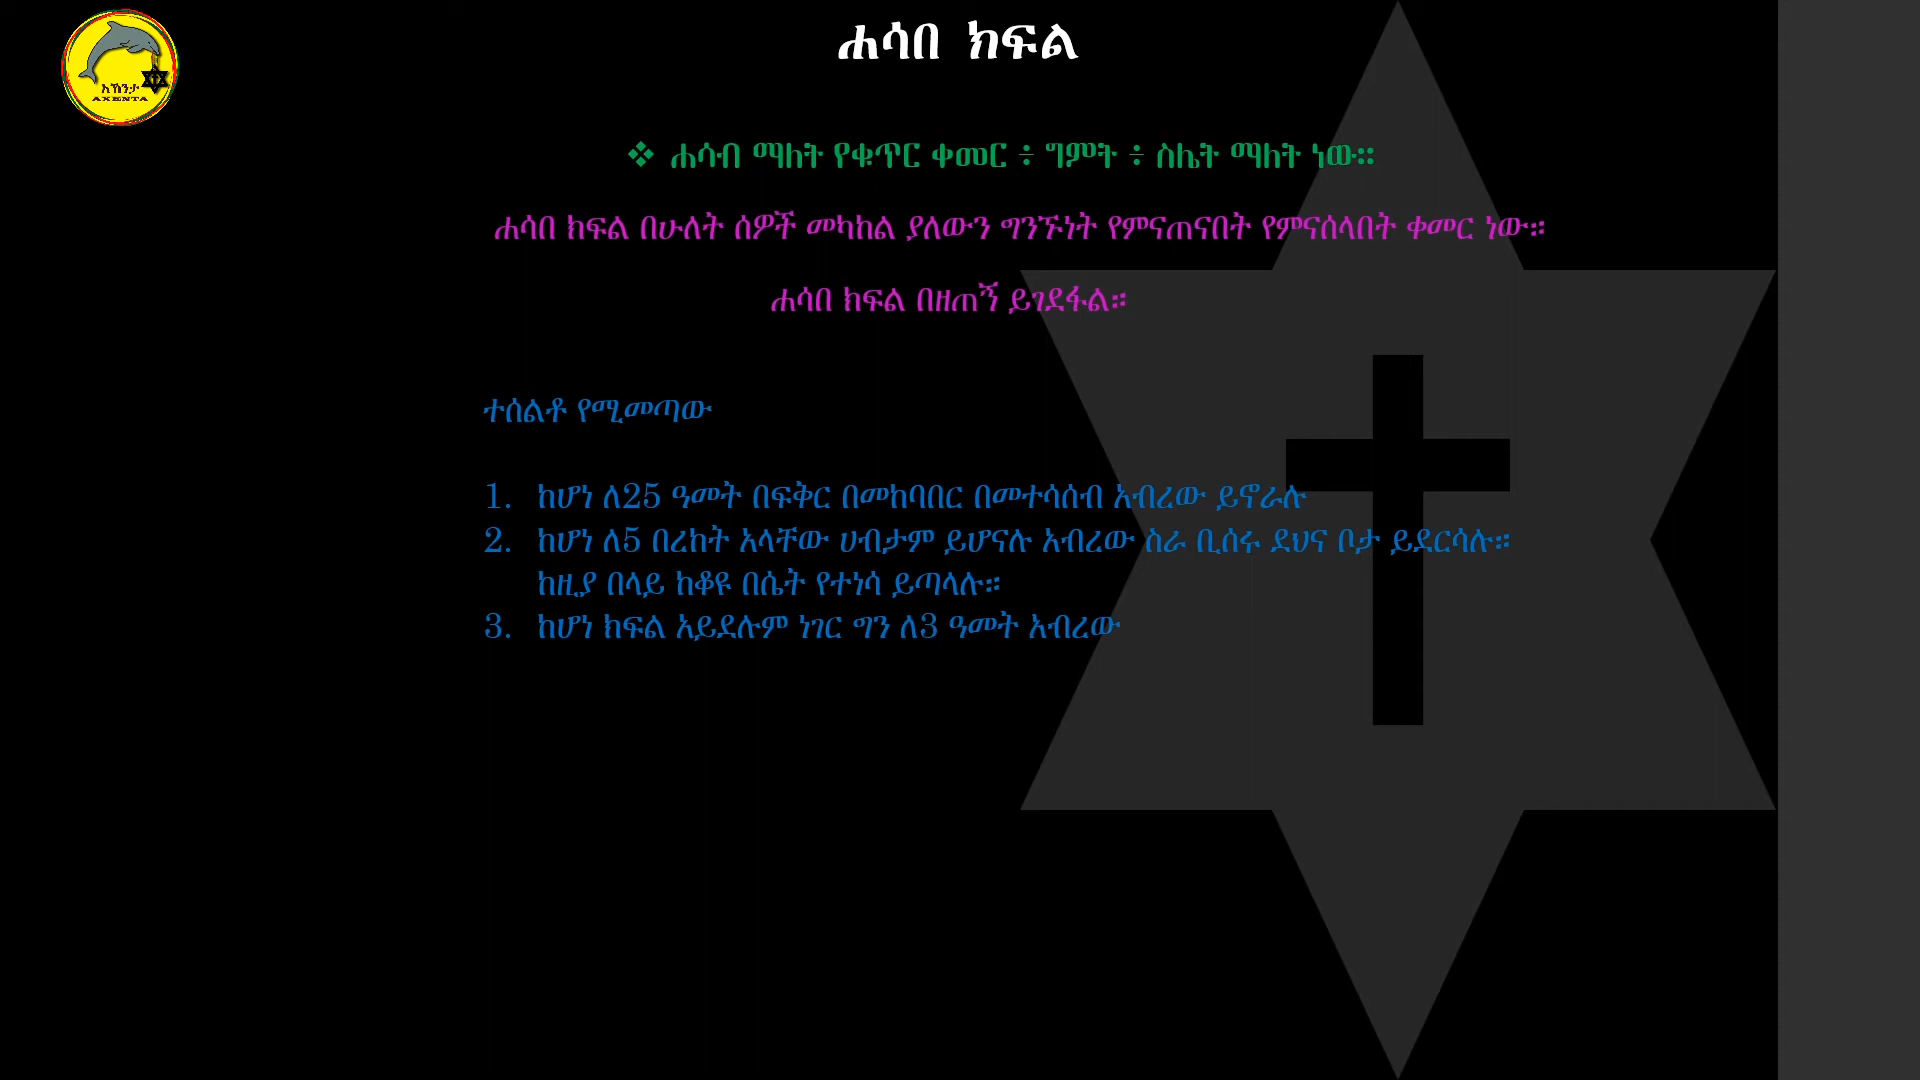 አኸንታ
AXENTA
ሐሳበ ክፍል
❖ ሐሳብ ማለት የቁጥር ቀመር ፥ ግምት ፥ ስሌት ማለት ነው።
ሐሳበ ክፍል በሁለት ሰዎች መካከል ያለውን ግንኙነት የምናጠናበት የምናሰላበት ቀመር ነው።
ሐሳበ ክፍል በዘጠኝ ይገደፋል።
ተሰልቶ የሚመጣው
1. ከሆነ ለ25 ዓመት በፍቅር በመከባበር በመተሳሰብ አብረው ይኖራሉ
2. ከሆነ ለ5 በረከት አላቸው ሀብታም ይሆናሉ አብረው ስራ ቢሰሩ ደህና ቦታ ይደርሳሉ።
ከዚያ በላይ ከቆዩ በሴት የተነሳ ይጣላሉ።
3. ከሆነ ክፍል አይደሉም ነገር ግን ለ3 ዓመት አብረው